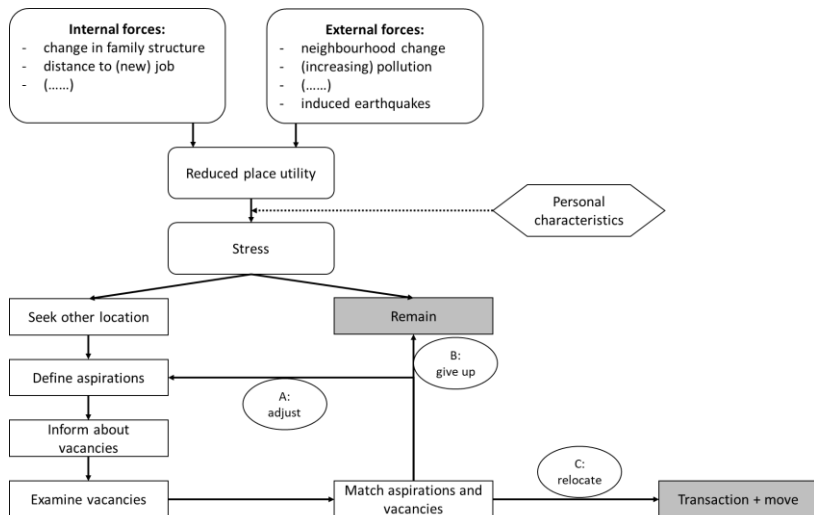 Internal forces:
- change in family structure
- distance to (new) job
- (......)
External forces:
- neighbourhood change
- (increasing) pollution
- (......)
- induced earthquakes
Reduced place utility
Personal
characteristics
Stress
Seek other location
Remain
Define aspirations
B:
give up
A:
adjust
Inform about
vacancies
C:
relocate
Examine vacancies
Match aspirations and
vacancies
Transaction + move